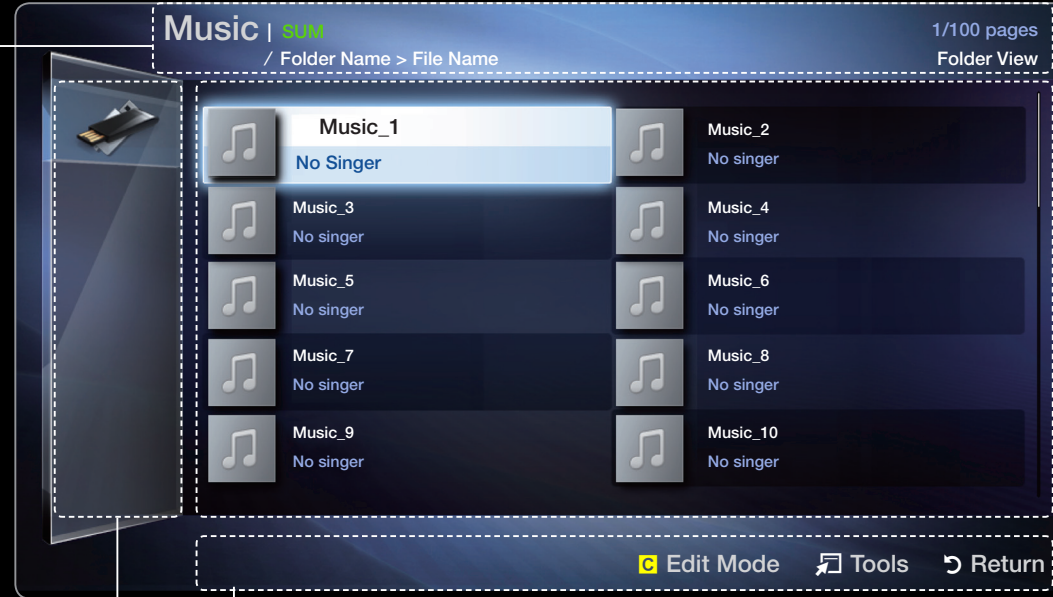 Music | SUM
1/100 pages
/ Folder Name > File Name
Folder View
Music_1
No Singer
Music_2
No singer
Music_3
No singer
Music_4
No singer
Music_5
No singer
Music_6
No singer
Music_7
No singer
Music_8
No singer
Music_9
No singer
Music_10
No singer
C Edit Mode
Tools
Return